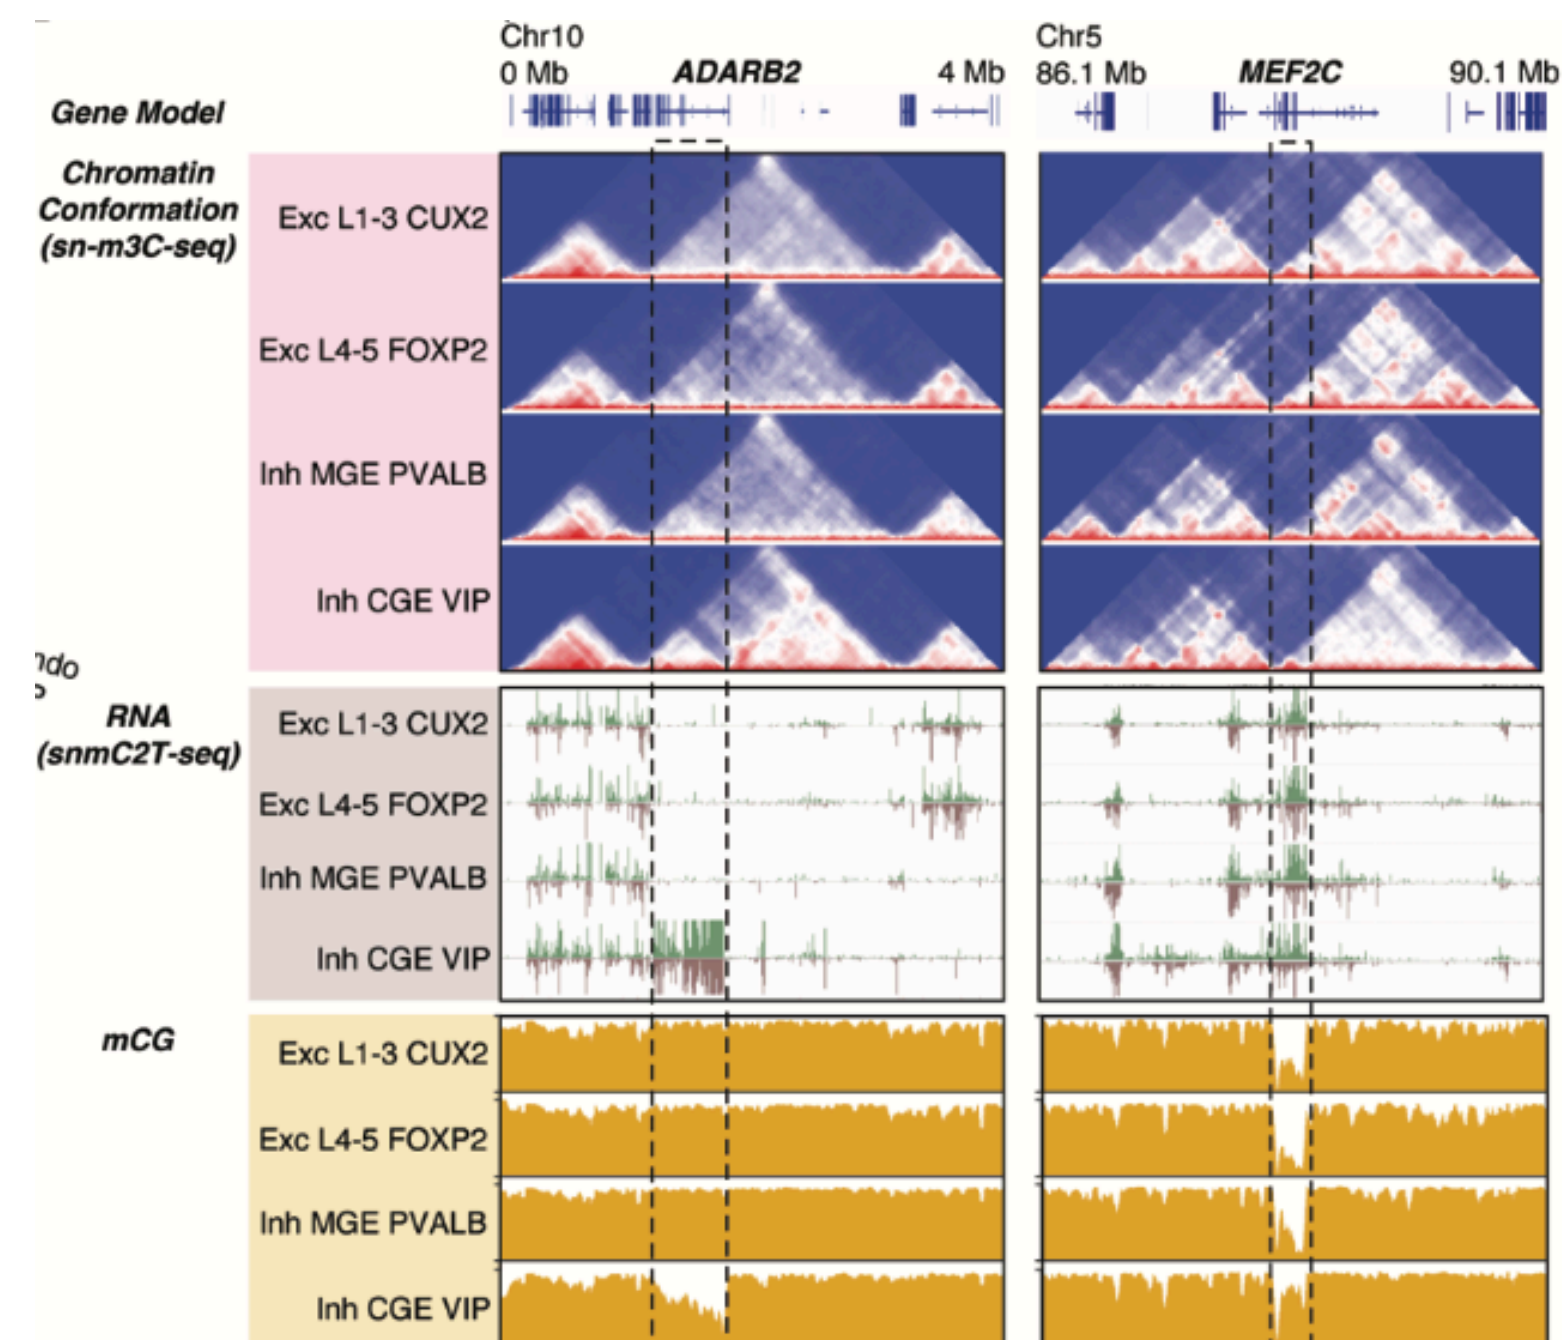 Chr10
0 Mb ADARB2 4 Mb
Chr5
86.1 Mb MEF2C 90.1 Mb
Gene Model
Chromatin
Conformation
(sn-m3C-seq)
Exc L1-3 CUX2
Exc L4-5 FOXP2
Inh MGE PVALB
Inh CGE VIP
RNA
(snmC2T-seq)
Exc L1-3 CUX2
Exc L4-5 FOXP2
Inh MGE PVALB
Inh CGE VIP
mCG
Exc L1-3 CUX2
Exc L4-5 FOXP2
Inh MGE PVALB
Inh CGE VIP